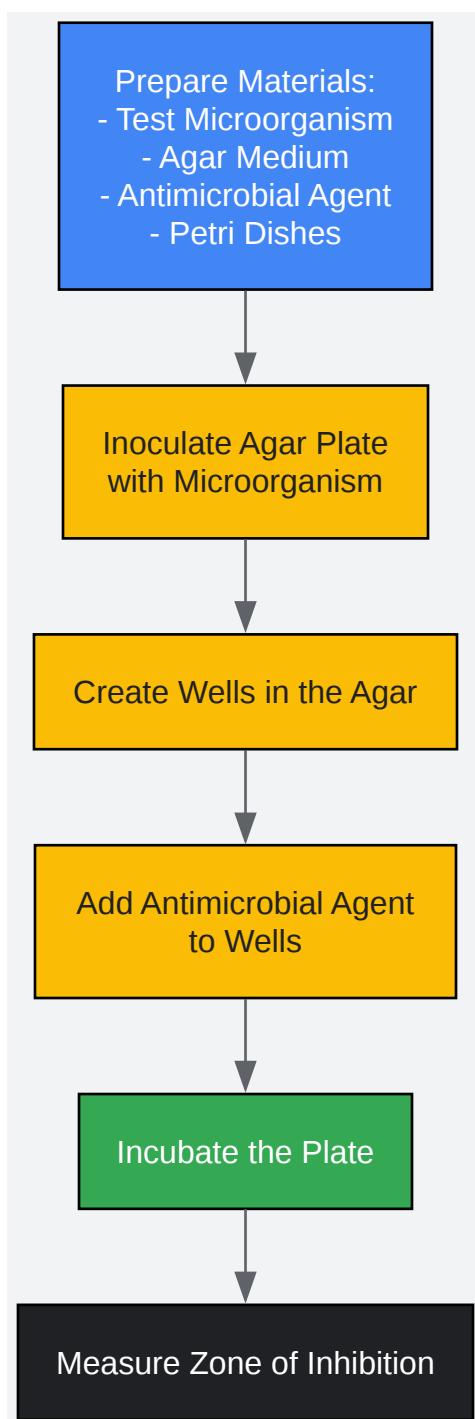 Prepare Materials:
- Test Microorganism
- Agar Medium
- Antimicrobial Agent
- Petri Dishes
Inoculate Agar Plate
with Microorganism
Create Wells in the Agar
Add Antimicrobial Agent
to Wells
Incubate the Plate
Measure Zone of Inhibition